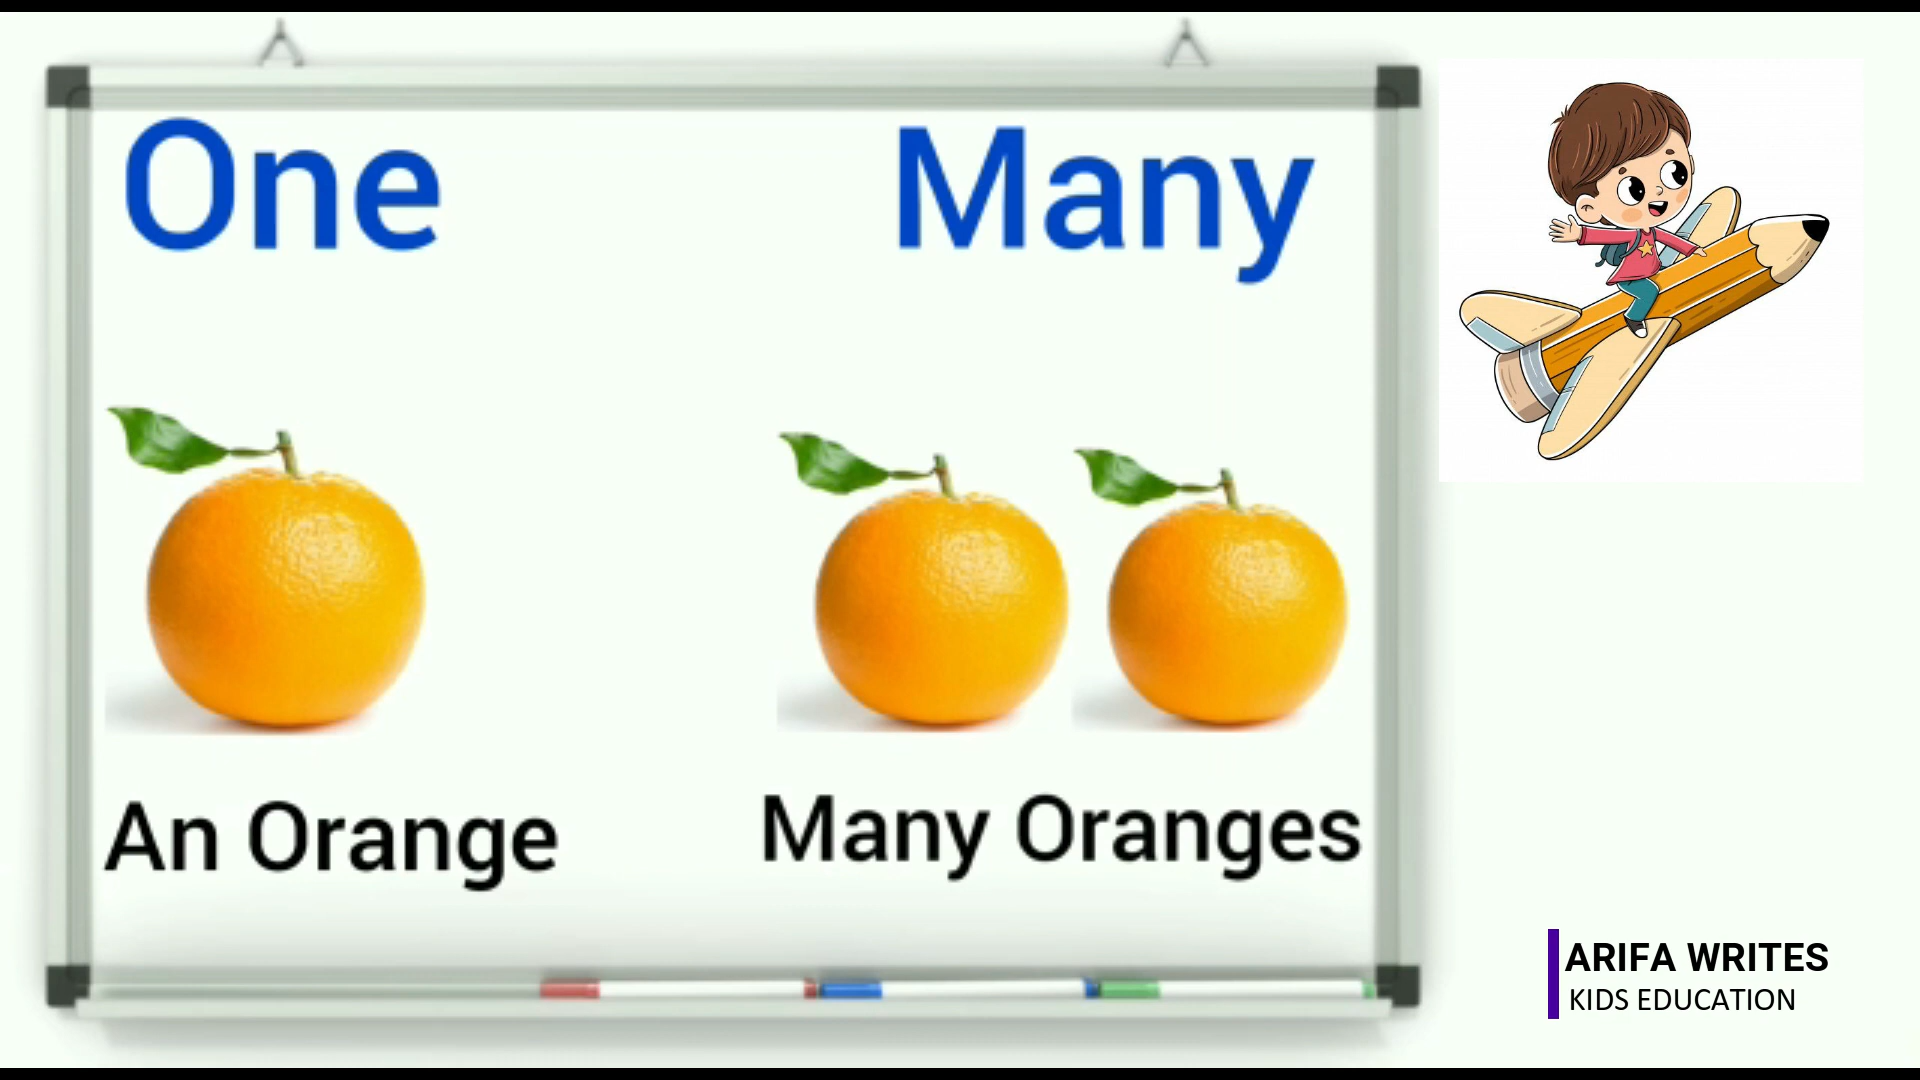 One
Many
An Orange
Many Oranges
ARIFA WRITES
KIDS EDUCATION